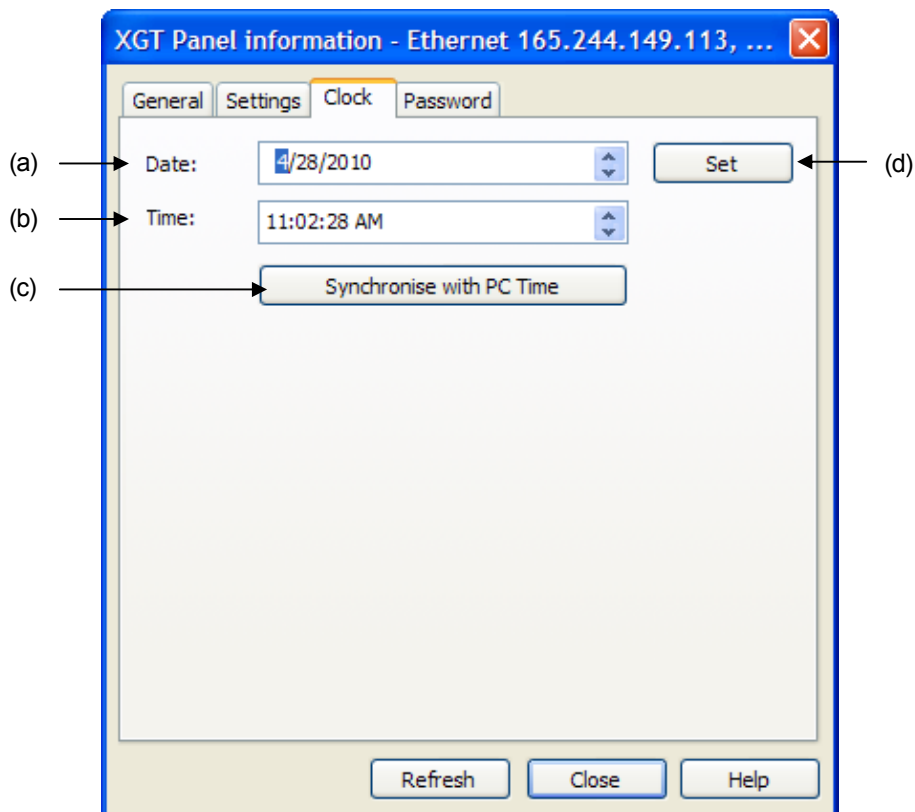 XGT Panel information - Ethernet 165.244.149.113, ...
General Settings Clock Password
(a) Date: 4/28/2010 Set (d)
(b) Time: 11:02:28 AM
(c) Synchronise with PC Time
Refresh Close Help